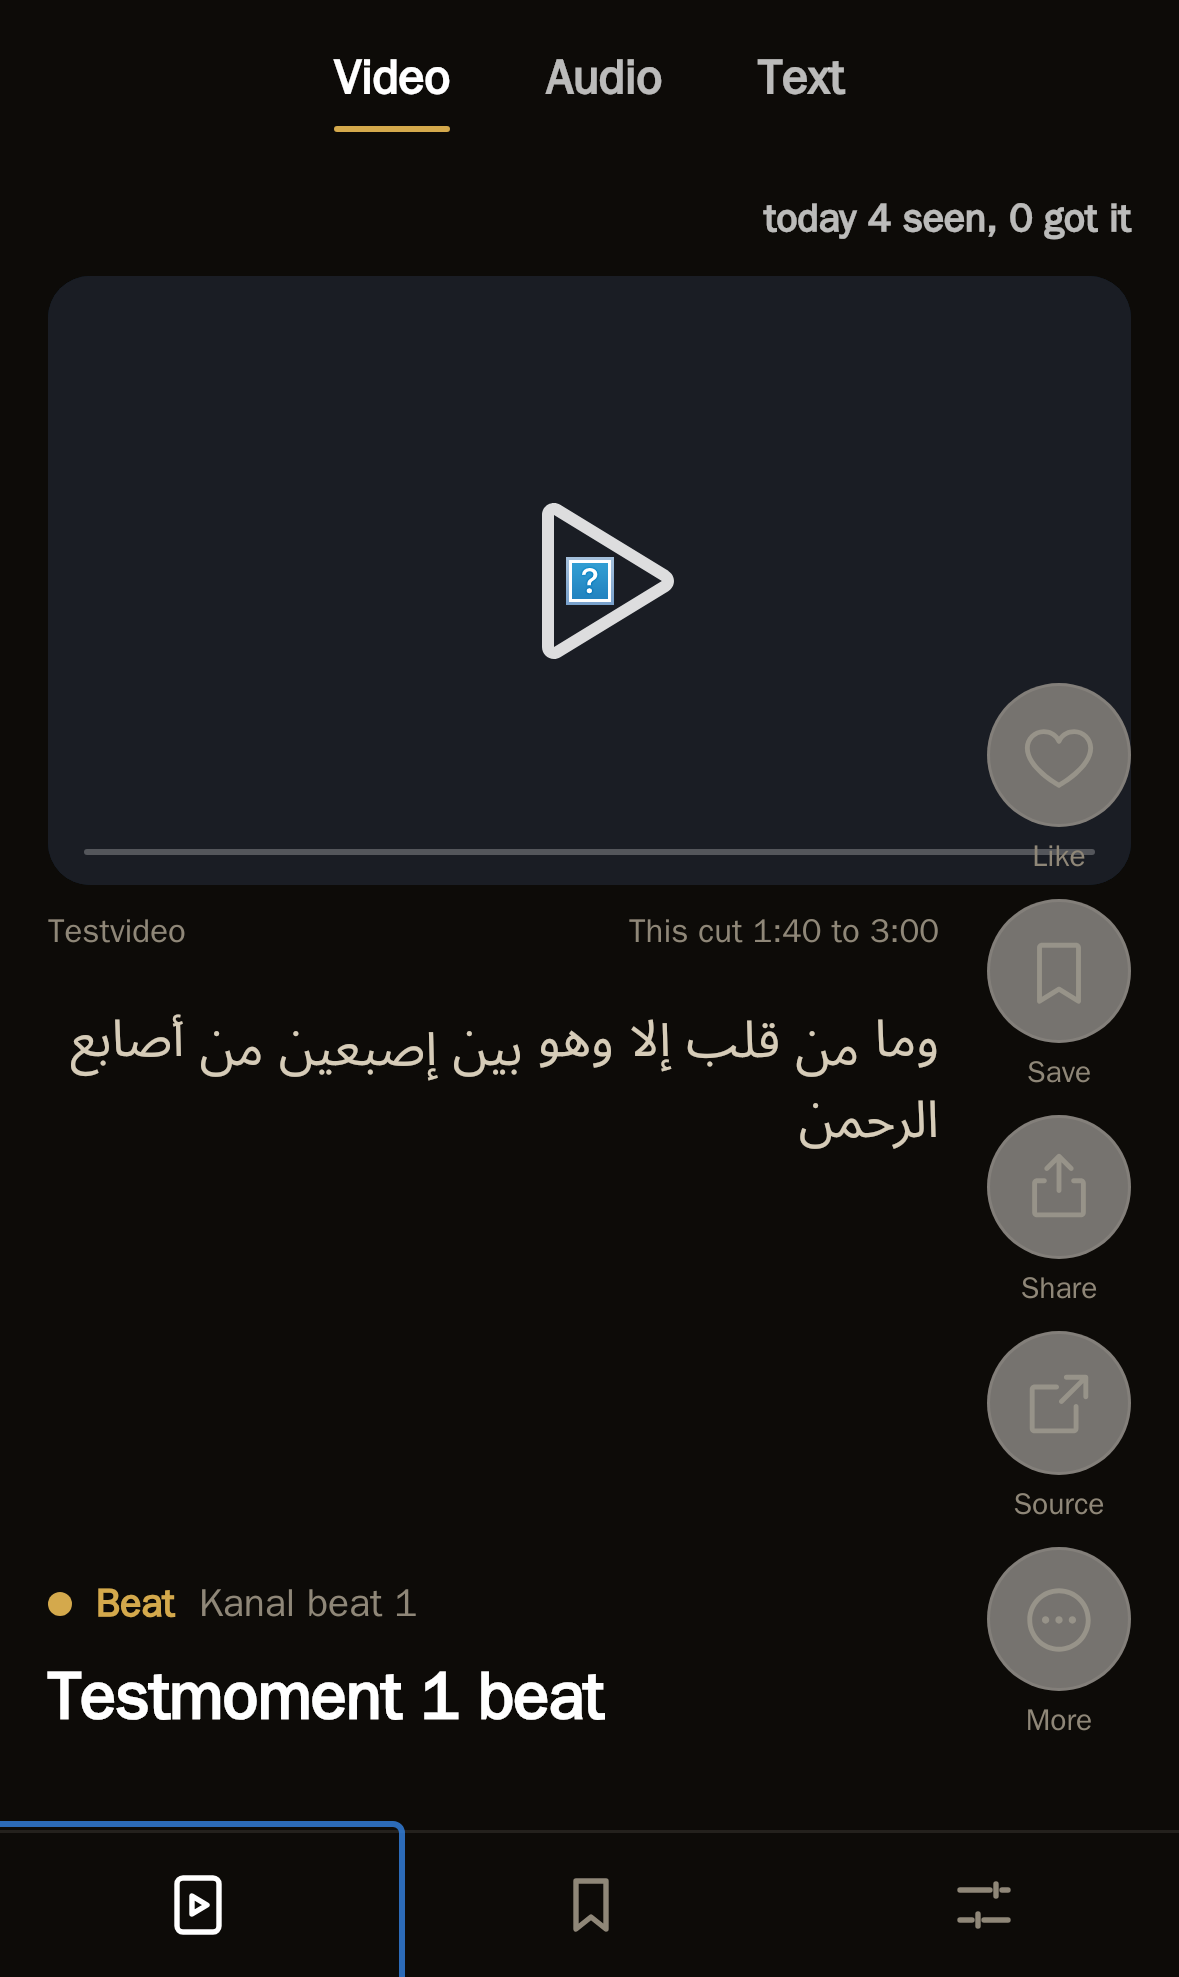 Video Audio Text
today 4 seen, 0 got it
?
Like
Testvideo This cut 1:40 to 3:00
وما من قلب إلا وهو بين إصبعين من أصابع
الرحمن
Save
Share
Source
Beat Kanal beat 1
Testmoment 1 beat
More